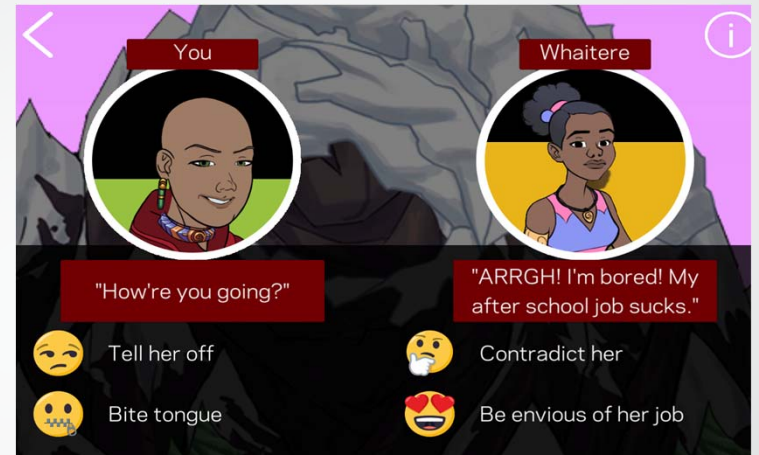 You
Whaitere
"How're you going?"
"ARRGH! I'm bored! My
after school job sucks."
Tell her off
Contradict her
Bite tongue
Be envious of her job